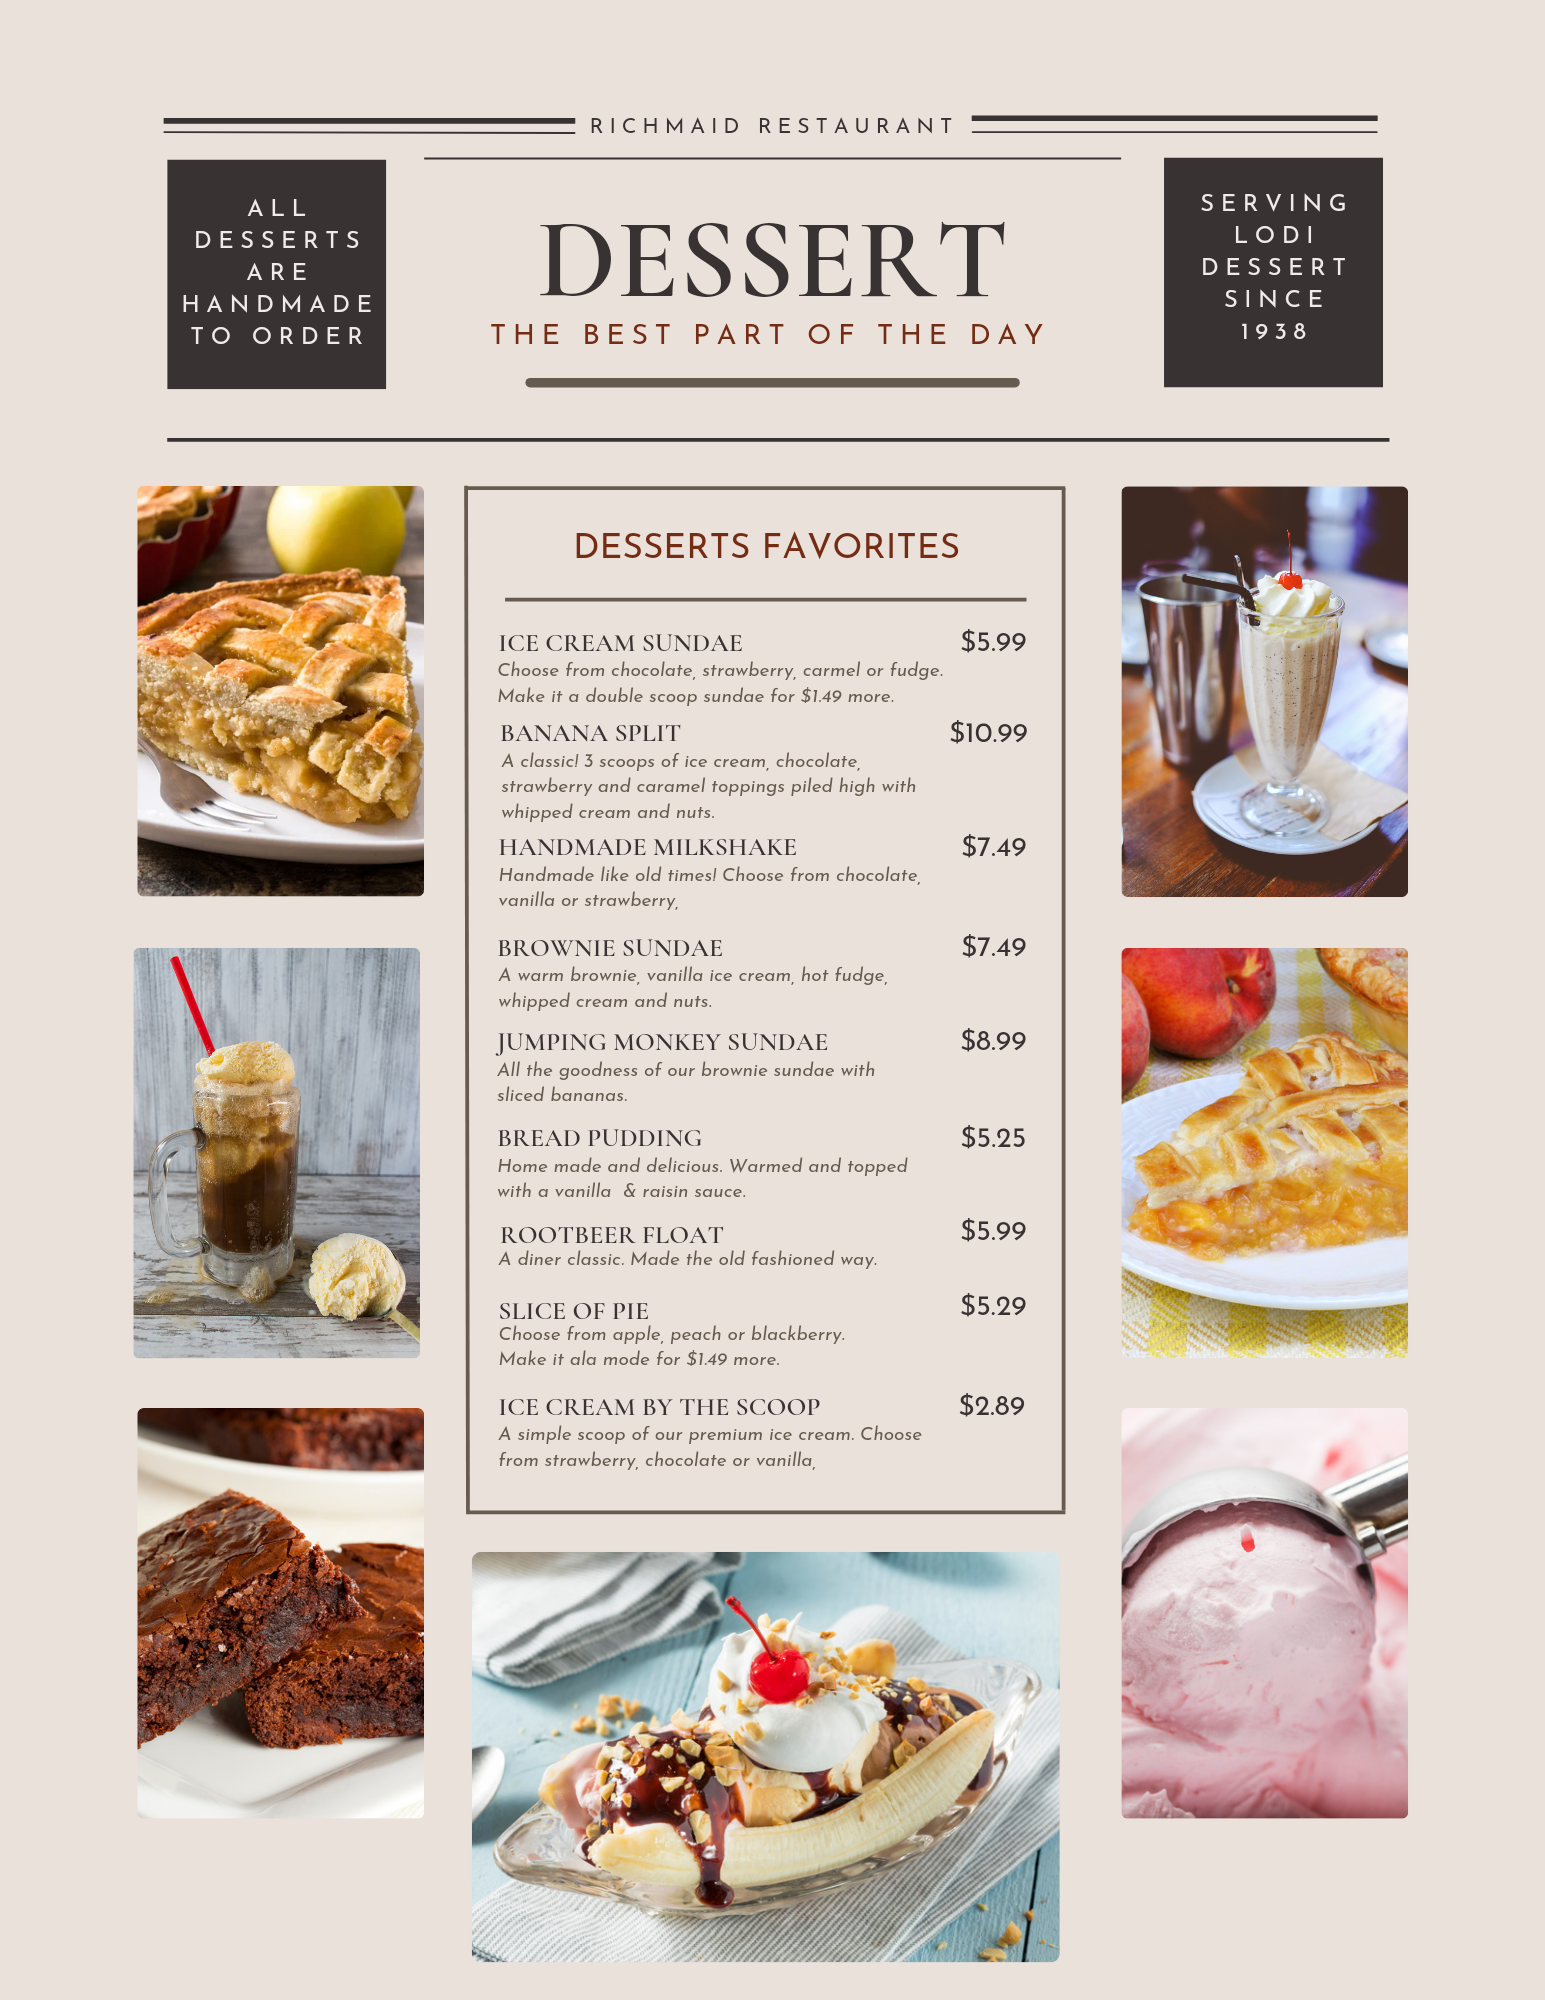 RICHMAID RESTAURANT
ALL
DESSERTS
ARE
HANDMADE
TO ORDER
DESSERT
THE BEST PART OF THE DAY
SERVING
LODI
DESSERT
SINCE
1938
DESSERTS FAVORITES
ICE CREAM SUNDAE $5.99
Choose from chocolate, strawberry, carmel or fudge.
Make it a double scoop sundae for $1.49 more.
BANANA SPLIT $10.99
A classic! 3 scoops of ice cream, chocolate,
strawberry and caramel toppings piled high with
whipped cream and nuts.
HANDMADE MILKSHAKE $7.49
Handmade like old times! Choose from chocolate,
vanilla or strawberry,
BROWNIE SUNDAE $7.49
A warm brownie, vanilla ice cream, hot fudge,
whipped cream and nuts.
JUMPING MONKEY SUNDAE $8.99
All the goodness of our brownie sundae with
sliced bananas.
BREAD PUDDING $5.25
Home made and delicious. Warmed and topped
with a vanilla  & raisin sauce.
ROOTBEER FLOAT $5.99
A diner classic. Made the old fashioned way.
SLICE OF PIE $5.29
Choose from apple, peach or blackberry.
Make it ala mode for $1.49 more.
ICE CREAM BY THE SCOOP $2.89
A simple scoop of our premium ice cream. Choose
from strawberry, chocolate or vanilla,